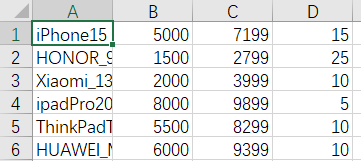 A B C D
1 iPhone15 5000 7199 15
2 HONOR_9 1500 2799 25
3 Xiaomi_13 2000 3999 10
4 ipadPro20 8000 9899 5
5 ThinkPadT 5500 8299 10
6 HUAWEI_M 6000 9399 10